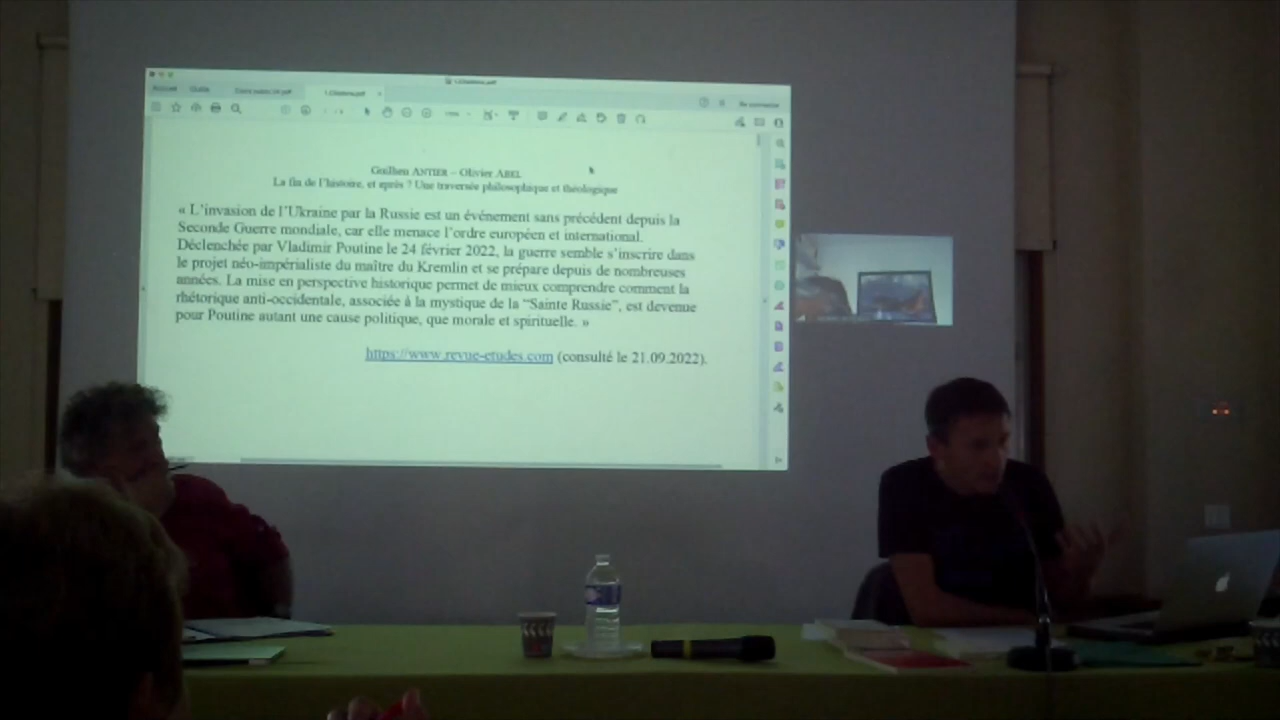 Guilhen ANTIER – Olivier ABEL
La fin de l'histoire, et après ? Une traversée philosophique et théologique
« L'invasion de l'Ukraine par la Russie est un événement sans précédent depuis la
Seconde Guerre mondiale, car elle menace l'ordre européen et international.
Déclenchée par Vladimir Poutine le 24 février 2022, la guerre semble s'inscrire dans
le projet néo-impérialiste du maître du Kremlin et se prépare depuis de nombreuses
années. La mise en perspective historique permet de mieux comprendre comment la
rhétorique anti-occidentale, associée à la mystique de la "Sainte Russie", est devenue
pour Poutine autant une cause politique, que morale et spirituelle. »
https://www.revue-etudes.com (consulté le 21.09.2022).